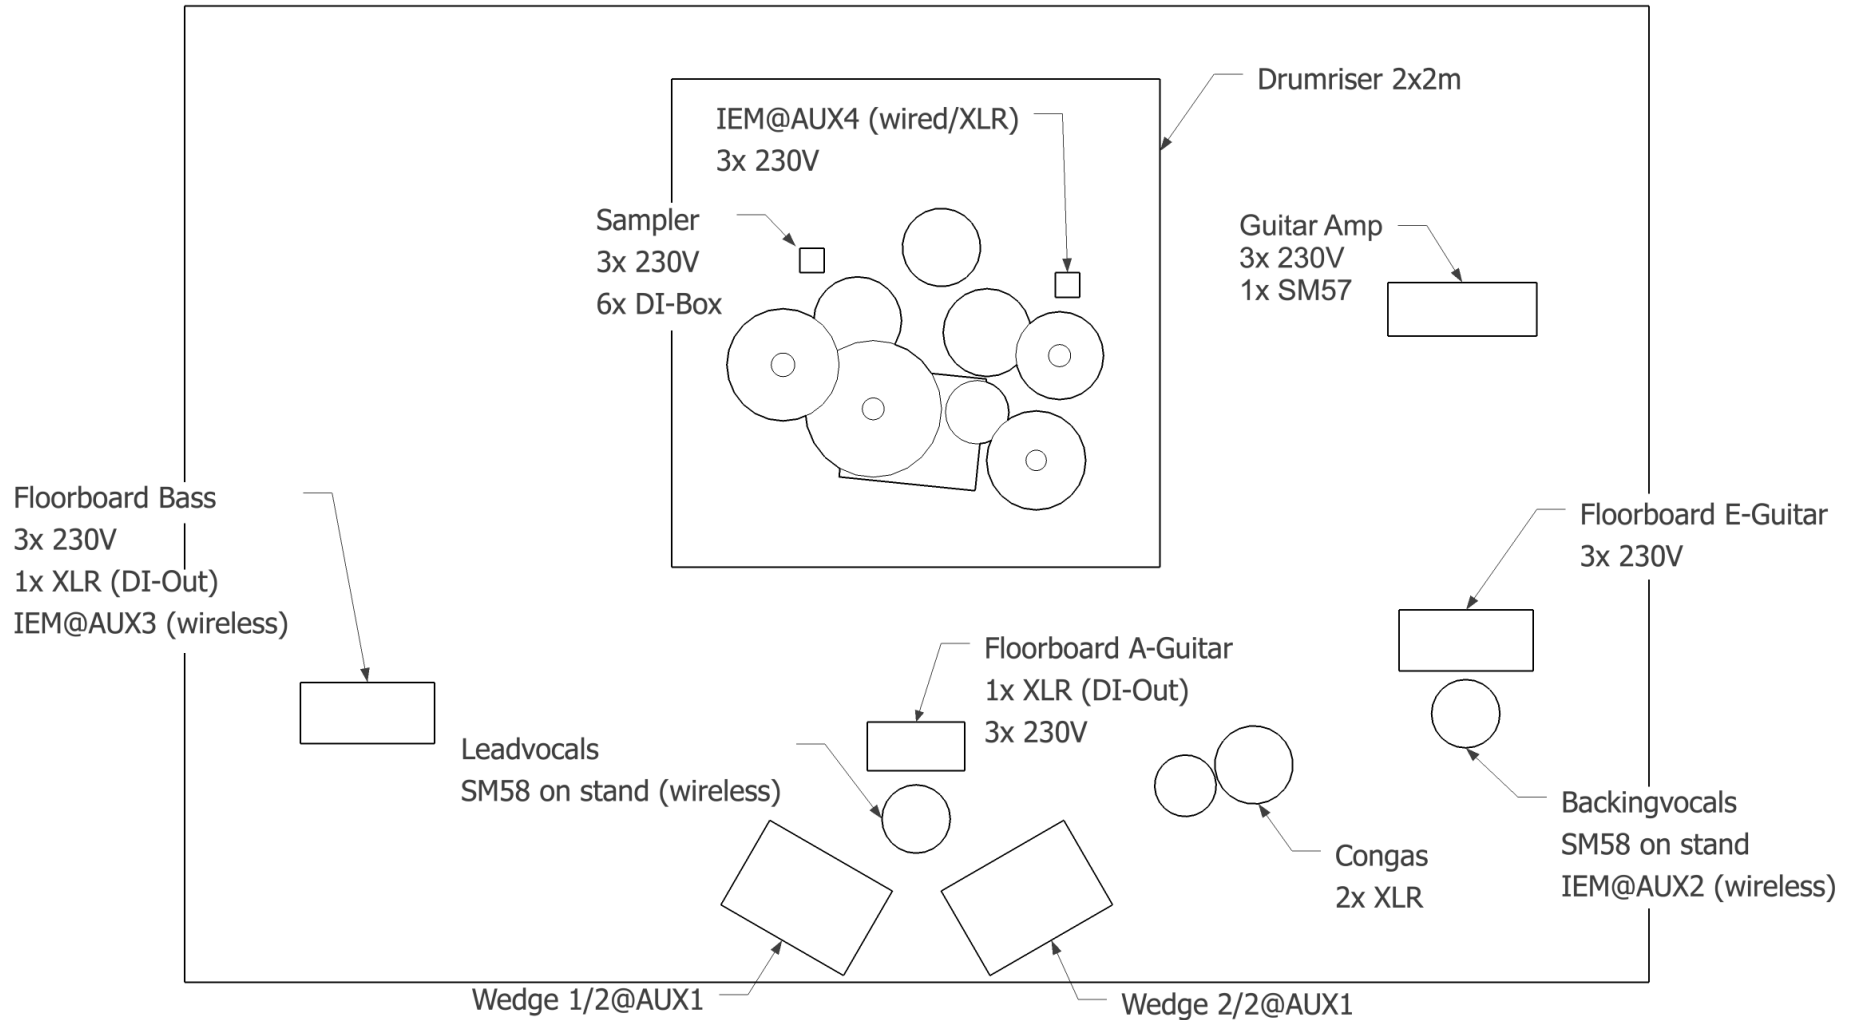 Drumriser 2x2m
IEM@AUX4 (wired/XLR)
3x 230V
Sampler
3x 230V
6x DI-Box
Guitar Amp
3x 230V
1x SM57
Floorboard Bass
3x 230V
1x XLR (DI-Out)
IEM@AUX3 (wireless)
Floorboard E-Guitar
3x 230V
Floorboard A-Guitar
1x XLR (DI-Out)
3x 230V
Leadvocals
SM58 on stand (wireless)
Backingvocals
SM58 on stand
IEM@AUX2 (wireless)
Congas
2x XLR
Wedge 1/2@AUX1
Wedge 2/2@AUX1